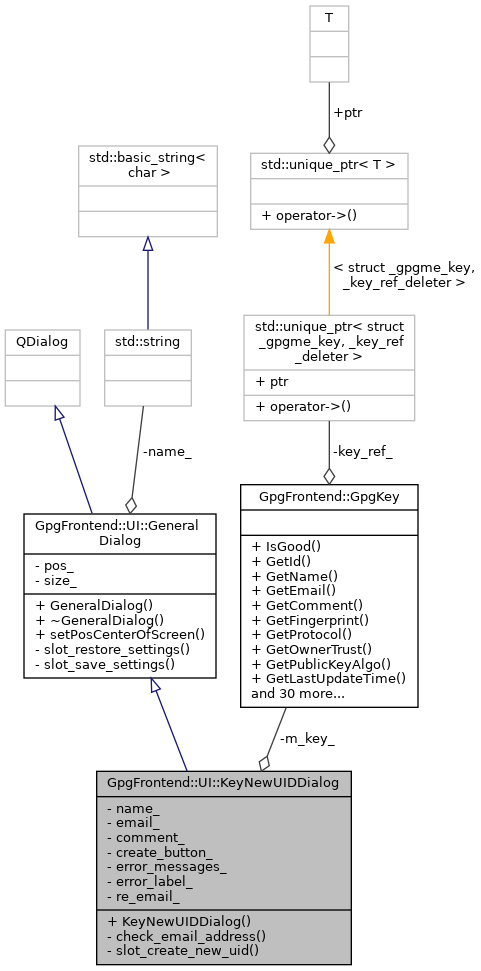 T
+ptr
std::basic_string<
char >
std::unique_ptr< T >
+ operator->()
< struct _gpgme_key,
_key_ref_deleter >
QDialog
std::string
std::unique_ptr< struct
_gpgme_key, _key_ref
_deleter >
+ ptr
+ operator->()
-name_
-key_ref_
GpgFrontend::UI::General
Dialog
- pos_
- size_
+ GeneralDialog()
+ ~GeneralDialog()
+ setPosCenterOfScreen()
- slot_restore_settings()
- slot_save_settings()
GpgFrontend::GpgKey
+ IsGood()
+ GetId()
+ GetName()
+ GetEmail()
+ GetComment()
+ GetFingerprint()
+ GetProtocol()
+ GetOwnerTrust()
+ GetPublicKeyAlgo()
+ GetLastUpdateTime()
and 30 more...
-m_key_
GpgFrontend::UI::KeyNewUIDDialog
- name_
- email_
- comment_
- create_button_
- error_messages_
- error_label_
- re_email_
+ KeyNewUIDDialog()
- check_email_address()
- slot_create_new_uid()